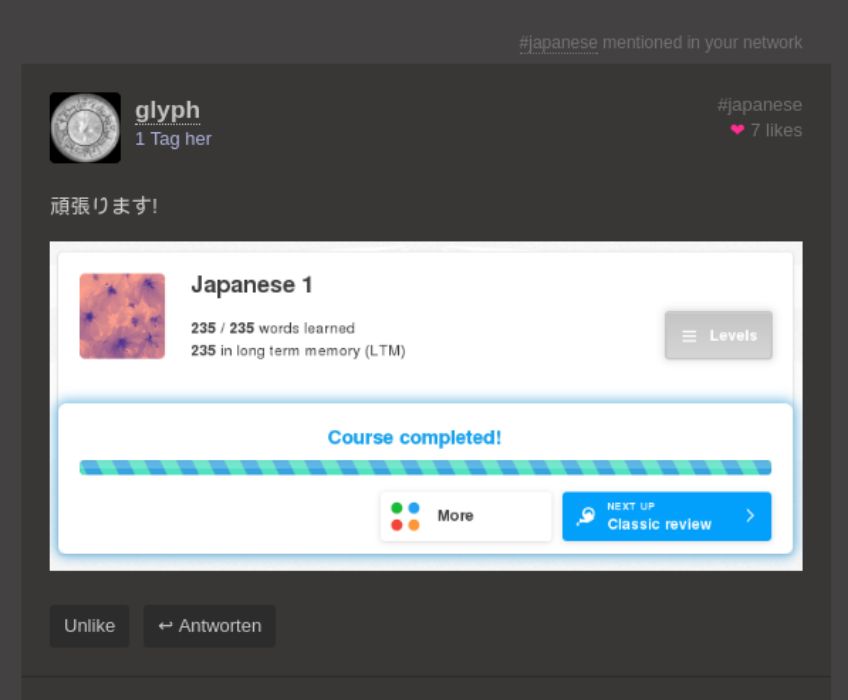 #japanese mentioned in your network
glyph
1 Tag her
#japanese
❤ 7 likes
頑張ります!
Japanese 1
235 / 235 words learned
235 in long term memory (LTM)
Levels
Course completed!
More
NEXT UP
Classic review
Unlike
↩ Antworten